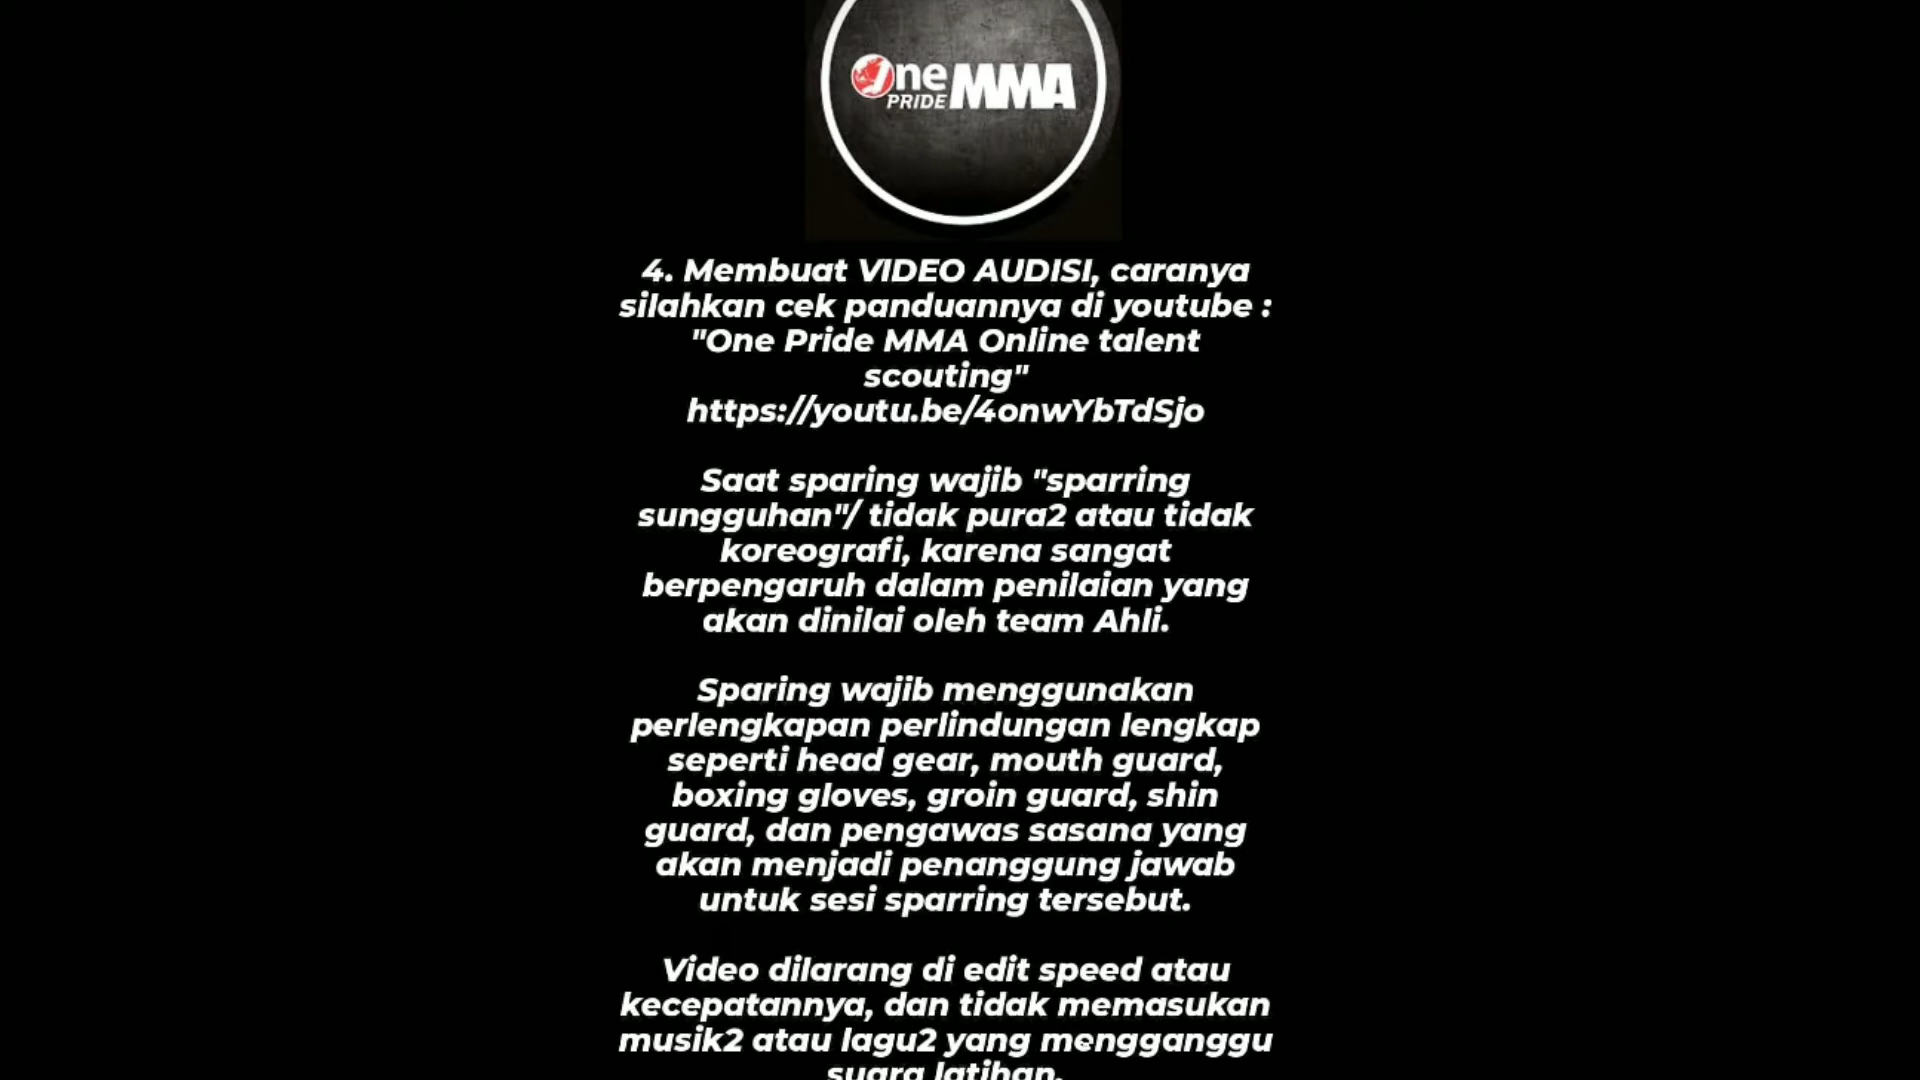 One
PRIDE MMA
4. Membuat VIDEO AUDISI, caranya
silahkan cek panduannya di youtube :
"One Pride MMA Online talent
scouting"
https://youtu.be/4onwYbTdSjo
Saat sparing wajib "sparring
sungguhan"/ tidak pura2 atau tidak
koreografi, karena sangat
berpengaruh dalam penilaian yang
akan dinilai oleh team Ahli.
Sparing wajib menggunakan
perlengkapan perlindungan lengkap
seperti head gear, mouth guard,
boxing gloves, groin guard, shin
guard, dan pengawas sasana yang
akan menjadi penanggung jawab
untuk sesi sparring tersebut.
Video dilarang di edit speed atau
kecepatannya, dan tidak memasukan
musik2 atau lagu2 yang mengganggu
suara latihan.